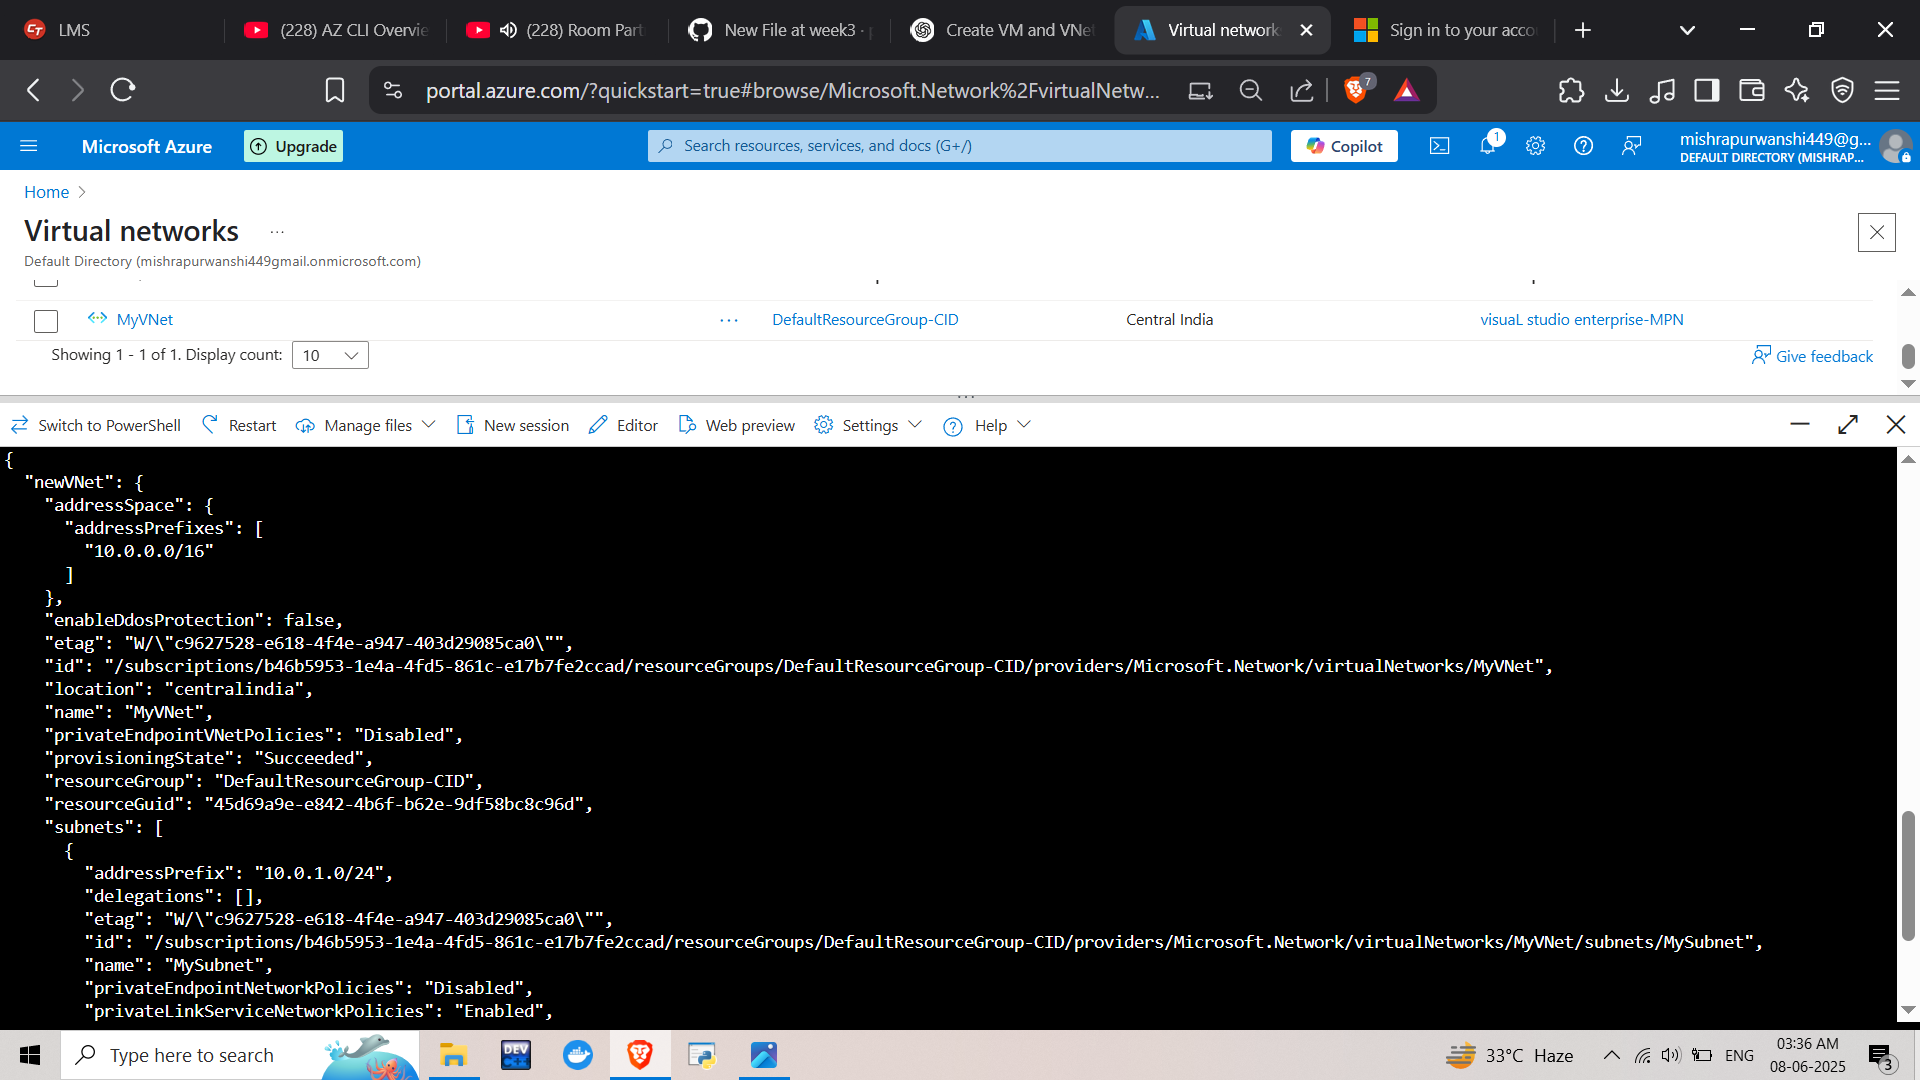 LMS
(228) AZ CLI Overvie
(228) Room Part
New File at week3 · p
Create VM and VNet
Virtual network
Sign in to your acco
portal.azure.com/?quickstart=true#browse/Microsoft.Network%2FvirtualNetw...
7
Microsoft Azure
Upgrade
Search resources, services, and docs (G+/)
Copilot
1
mishrapurwanshi449@g...
DEFAULT DIRECTORY (MISHRAP...
Home
Virtual networks
...
Default Directory (mishrapurwanshi449gmail.onmicrosoft.com)
MyVNet
...
DefaultResourceGroup-CID
Central India
visuaL studio enterprise-MPN
Showing 1 - 1 of 1. Display count:
10
Give feedback
Switch to PowerShell
Restart
Manage files
New session
Editor
Web preview
Settings
Help
{
  "newVNet": {
    "addressSpace": {
      "addressPrefixes": [
        "10.0.0.0/16"
      ]
    },
    "enableDdosProtection": false,
    "etag": "W/\"c9627528-e618-4f4e-a947-403d29085ca0\"",
    "id": "/subscriptions/b46b5953-1e4a-4fd5-861c-e17b7fe2ccad/resourceGroups/DefaultResourceGroup-CID/providers/Microsoft.Network/virtualNetworks/MyVNet",
    "location": "centralindia",
    "name": "MyVNet",
    "privateEndpointVNetPolicies": "Disabled",
    "provisioningState": "Succeeded",
    "resourceGroup": "DefaultResourceGroup-CID",
    "resourceGuid": "45d69a9e-e842-4b6f-b62e-9df58bc8c96d",
    "subnets": [
      {
        "addressPrefix": "10.0.1.0/24",
        "delegations": [],
        "etag": "W/\"c9627528-e618-4f4e-a947-403d29085ca0\"",
        "id": "/subscriptions/b46b5953-1e4a-4fd5-861c-e17b7fe2ccad/resourceGroups/DefaultResourceGroup-CID/providers/Microsoft.Network/virtualNetworks/MyVNet/subnets/MySubnet",
        "name": "MySubnet",
        "privateEndpointNetworkPolicies": "Disabled",
        "privateLinkServiceNetworkPolicies": "Enabled",
Type here to search
DEV
C++
33°C Haze
ENG
03:36 AM
08-06-2025
3